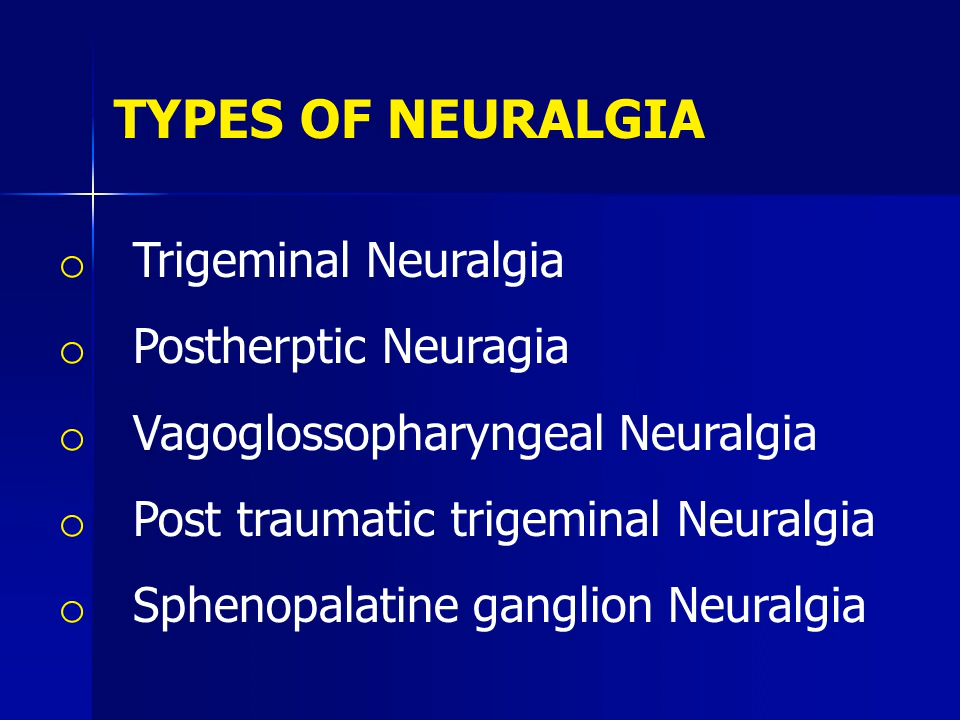 TYPES OF NEURALGIA
o Trigeminal Neuralgia
o Postherptic Neuragia
o Vagoglossopharyngeal Neuralgia
o Post traumatic trigeminal Neuralgia
o Sphenopalatine ganglion Neuralgia